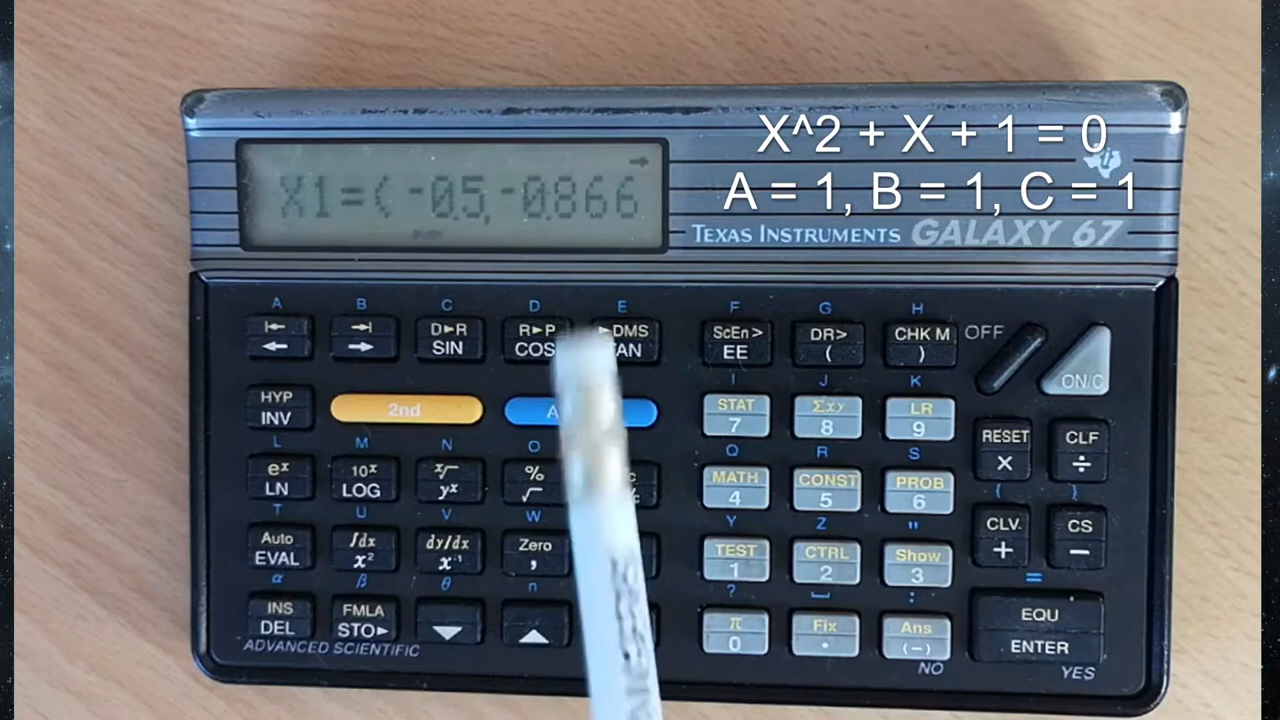 X^2 + X + 1 = 0
A = 1, B = 1, C = 1
X1=( -0.5,-0.866
TEXAS INSTRUMENTS GALAXY 67
A B C D E F G H
D►R R►P ►DMS ScEn> DR> CHK M OFF
← → SIN COS TAN EE ( ) ON/C
I J K
HYP 2nd STAT Σxy LR RESET CLF
INV 7 8 9 × ÷
L M N O Q R S { }
eˣ 10ˣ ˣ√‾ % MATH CONST PROB CLV CS
LN LOG yˣ √‾ 4 5 6 + −
T U V W Y Z "
Auto ∫dx dy/dx Zero TEST CTRL Show
EVAL x² x⁻¹ , 1 2 3
α β θ n ? ⎵ : =
INS FMLA π Fix Ans EQU
DEL STO► ▼ ▲ 0 . (−) ENTER
ADVANCED SCIENTIFIC NO YES